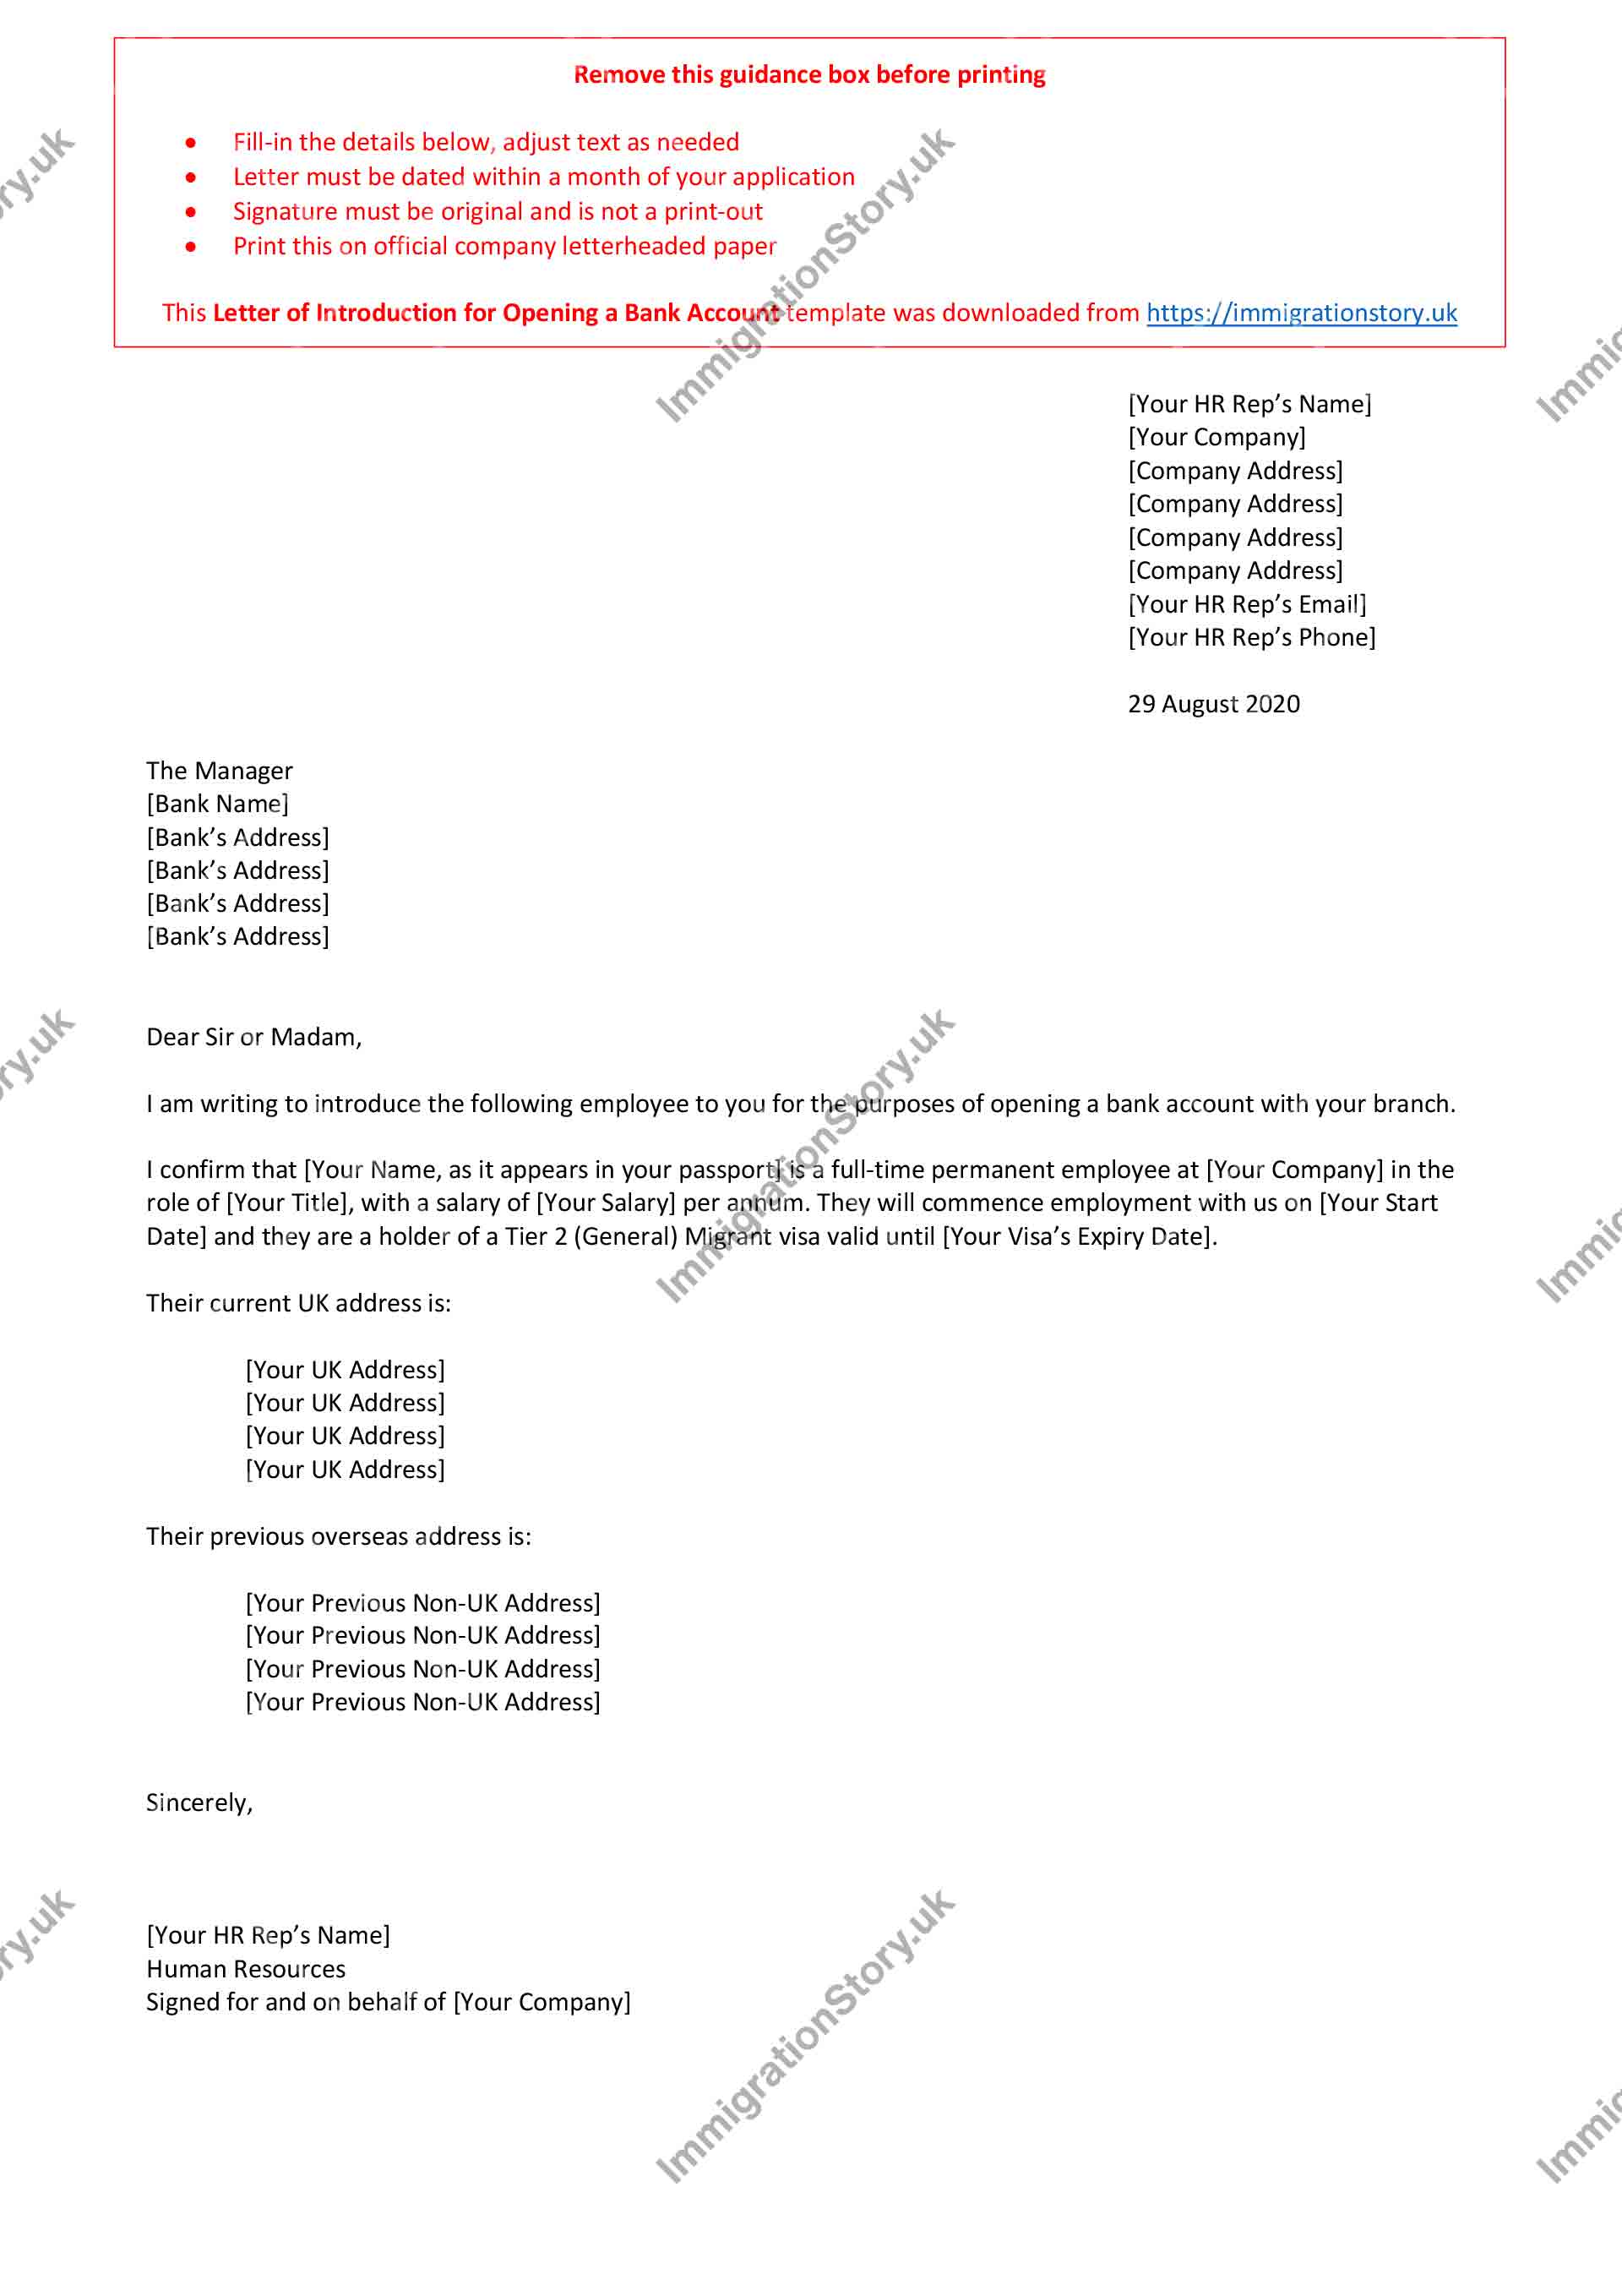 Remove this guidance box before printing
• Fill-in the details below, adjust text as needed
• Letter must be dated within a month of your application
• Signature must be original and is not a print-out
• Print this on official company letterheaded paper
This Letter of Introduction for Opening a Bank Account template was downloaded from https://immigrationstory.uk
[Your HR Rep’s Name]
[Your Company]
[Company Address]
[Company Address]
[Company Address]
[Company Address]
[Your HR Rep’s Email]
[Your HR Rep’s Phone]
29 August 2020
The Manager
[Bank Name]
[Bank’s Address]
[Bank’s Address]
[Bank’s Address]
[Bank’s Address]
Dear Sir or Madam,
I am writing to introduce the following employee to you for the purposes of opening a bank account with your branch.
I confirm that [Your Name, as it appears in your passport] is a full-time permanent employee at [Your Company] in the
role of [Your Title], with a salary of [Your Salary] per annum. They will commence employment with us on [Your Start
Date] and they are a holder of a Tier 2 (General) Migrant visa valid until [Your Visa’s Expiry Date].
Their current UK address is:
[Your UK Address]
[Your UK Address]
[Your UK Address]
[Your UK Address]
Their previous overseas address is:
[Your Previous Non-UK Address]
[Your Previous Non-UK Address]
[Your Previous Non-UK Address]
[Your Previous Non-UK Address]
Sincerely,
[Your HR Rep’s Name]
Human Resources
Signed for and on behalf of [Your Company]
ImmigrationStory.uk
ImmigrationStory.uk
ImmigrationStory.uk
ry.uk
ry.uk
ry.uk
Immig
Immig
Immig